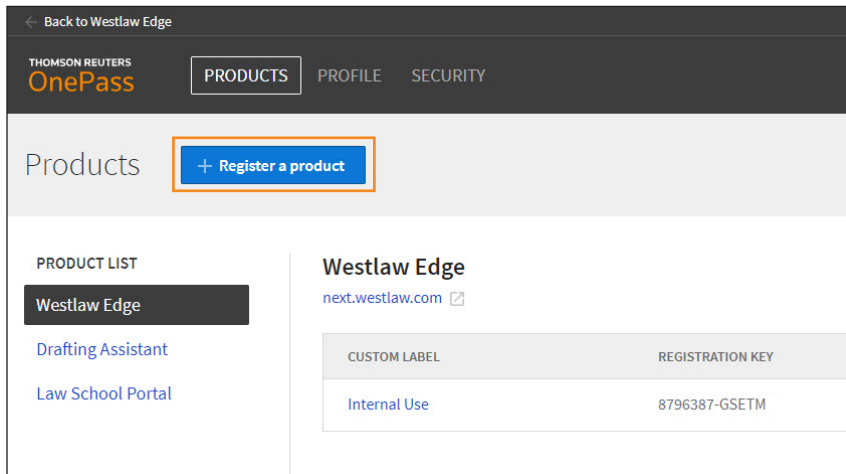 ← Back to Westlaw Edge
THOMSON REUTERS
OnePass
PRODUCTS PROFILE SECURITY
Products
+ Register a product
PRODUCT LIST
Westlaw Edge
Drafting Assistant
Law School Portal
Westlaw Edge
next.westlaw.com
CUSTOM LABEL REGISTRATION KEY
Internal Use 8796387-GSETM